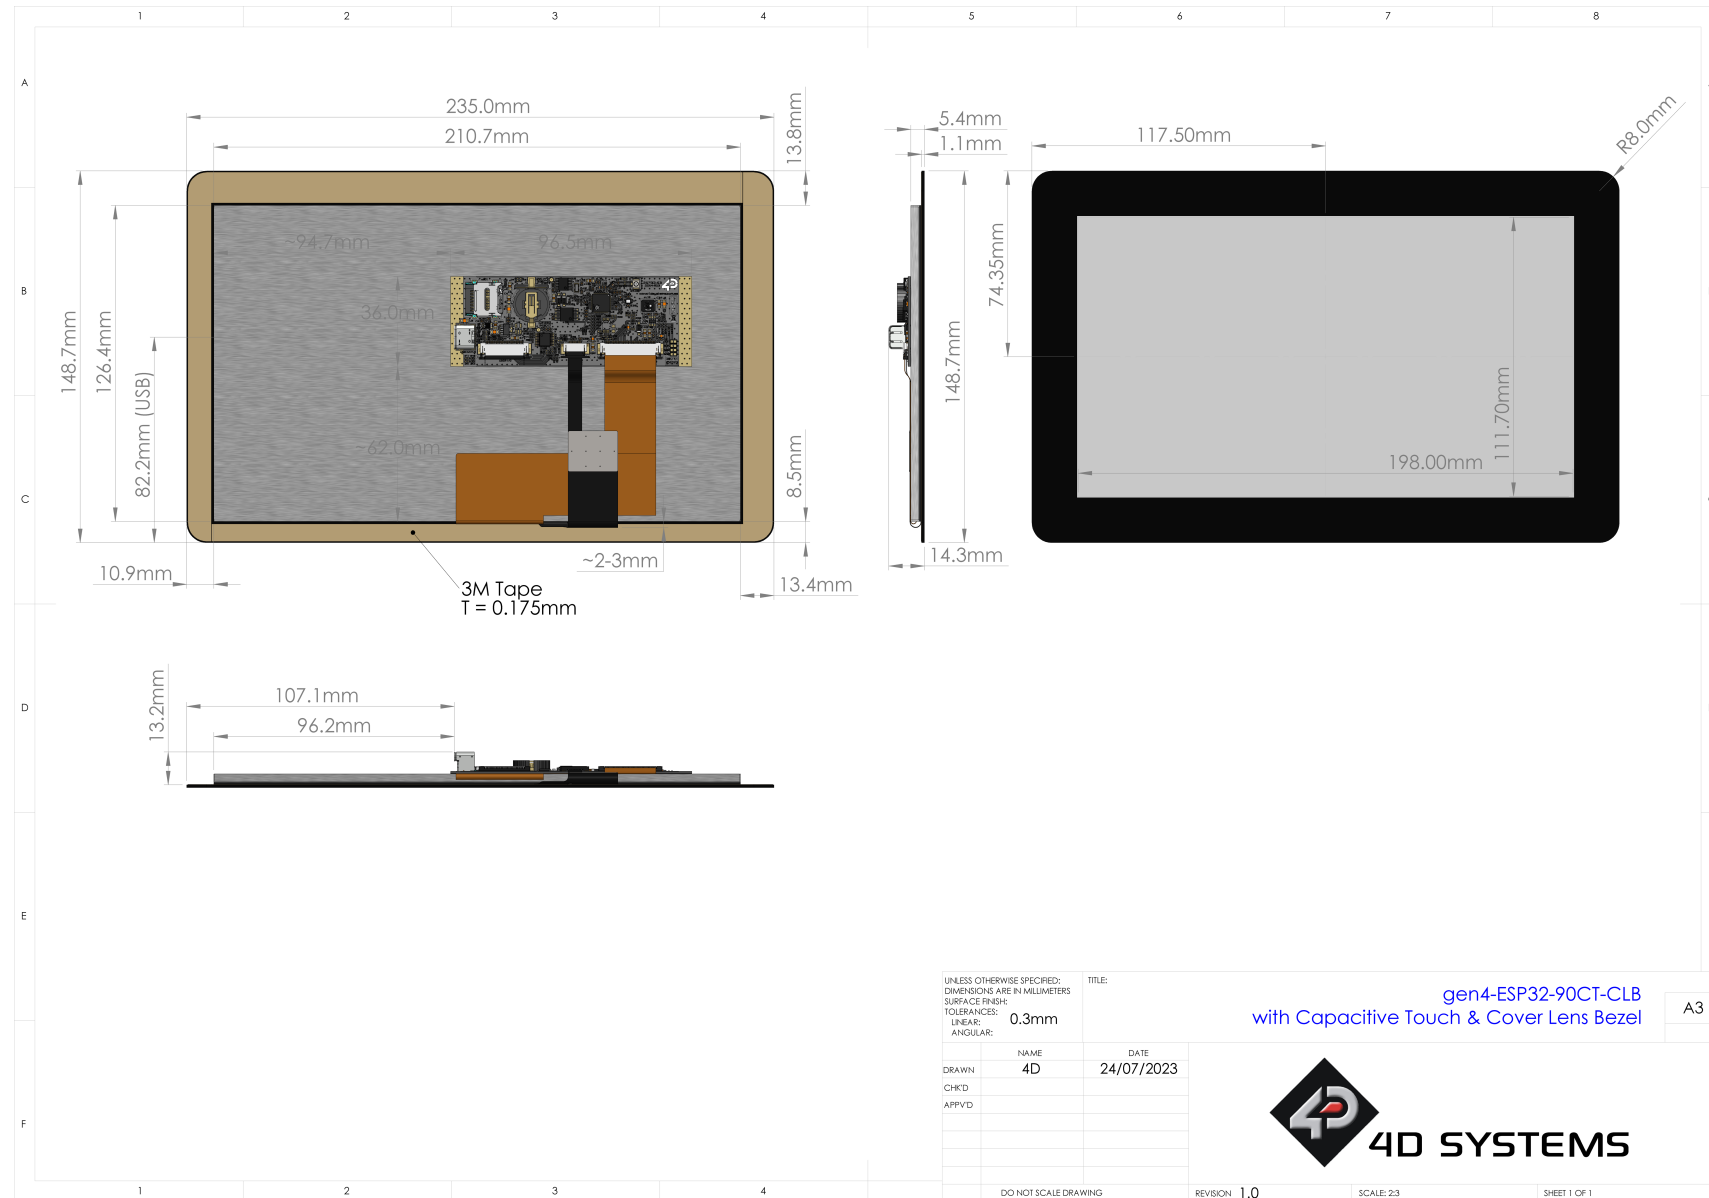 1 2 3 4 5 6 7 8
A
B
C
D
E
F
235.0mm
210.7mm
13.8mm
~94.7mm
96.5mm
36.0mm
148.7mm
126.4mm
82.2mm (USB)
~62.0mm
8.5mm
~2-3mm
10.9mm
13.4mm
3M Tape
T = 0.175mm
5.4mm
1.1mm
148.7mm
14.3mm
117.50mm
R8.0mm
74.35mm
111.70mm
198.00mm
107.1mm
96.2mm
13.2mm
UNLESS OTHERWISE SPECIFIED:
DIMENSIONS ARE IN MILLIMETERS
SURFACE FINISH:
TOLERANCES:
LINEAR: 0.3mm
ANGULAR:
TITLE:
gen4-ESP32-90CT-CLB
with Capacitive Touch & Cover Lens Bezel
A3
NAME DATE
DRAWN 4D 24/07/2023
CHK'D
APPV'D
4D SYSTEMS
DO NOT SCALE DRAWING REVISION 1.0 SCALE: 2:3 SHEET 1 OF 1
1 2 3 4